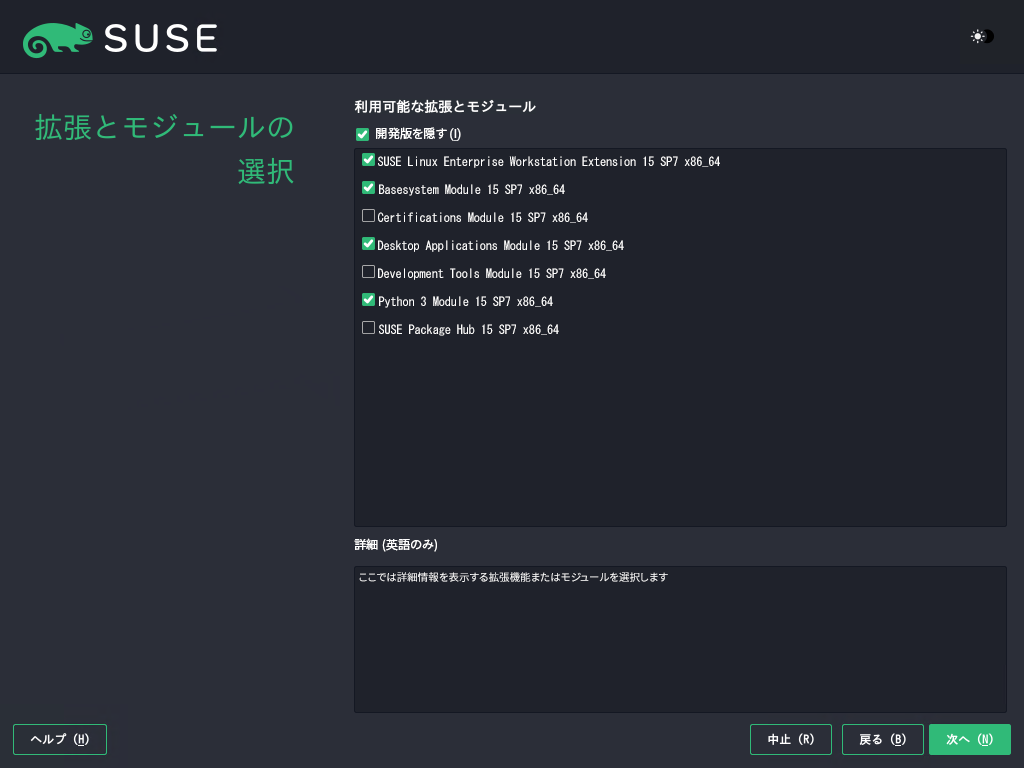 SUSE
拡張とモジュールの
選択
利用可能な拡張とモジュール
開発版を隠す(I)
SUSE Linux Enterprise Workstation Extension 15 SP7 x86_64
Basesystem Module 15 SP7 x86_64
Certifications Module 15 SP7 x86_64
Desktop Applications Module 15 SP7 x86_64
Development Tools Module 15 SP7 x86_64
Python 3 Module 15 SP7 x86_64
SUSE Package Hub 15 SP7 x86_64
詳細 (英語のみ)
ここでは詳細情報を表示する拡張機能またはモジュールを選択します
ヘルプ (H) 中止 (R) 戻る (B) 次へ (N)